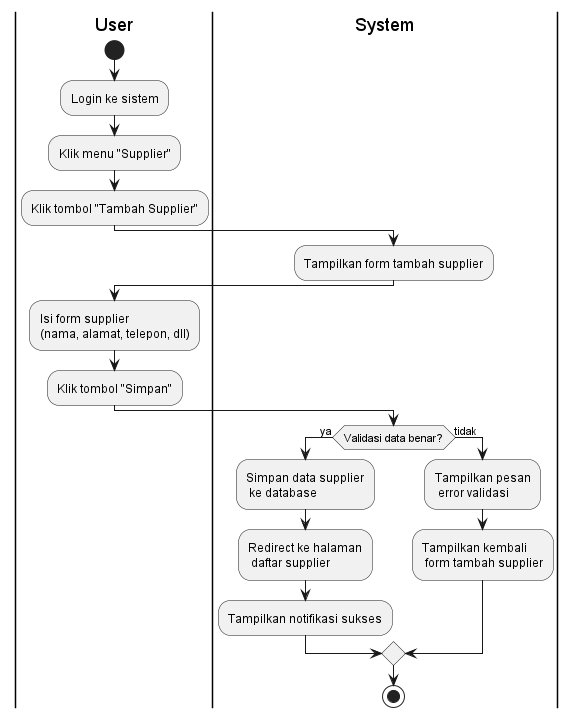 User
System
Login ke sistem
Klik menu "Supplier"
Klik tombol "Tambah Supplier"
Tampilkan form tambah supplier
Isi form supplier
(nama, alamat, telepon, dll)
Klik tombol "Simpan"
Validasi data benar?
ya
tidak
Simpan data supplier
ke database
Tampilkan pesan
error validasi
Redirect ke halaman
daftar supplier
Tampilkan kembali
form tambah supplier
Tampilkan notifikasi sukses